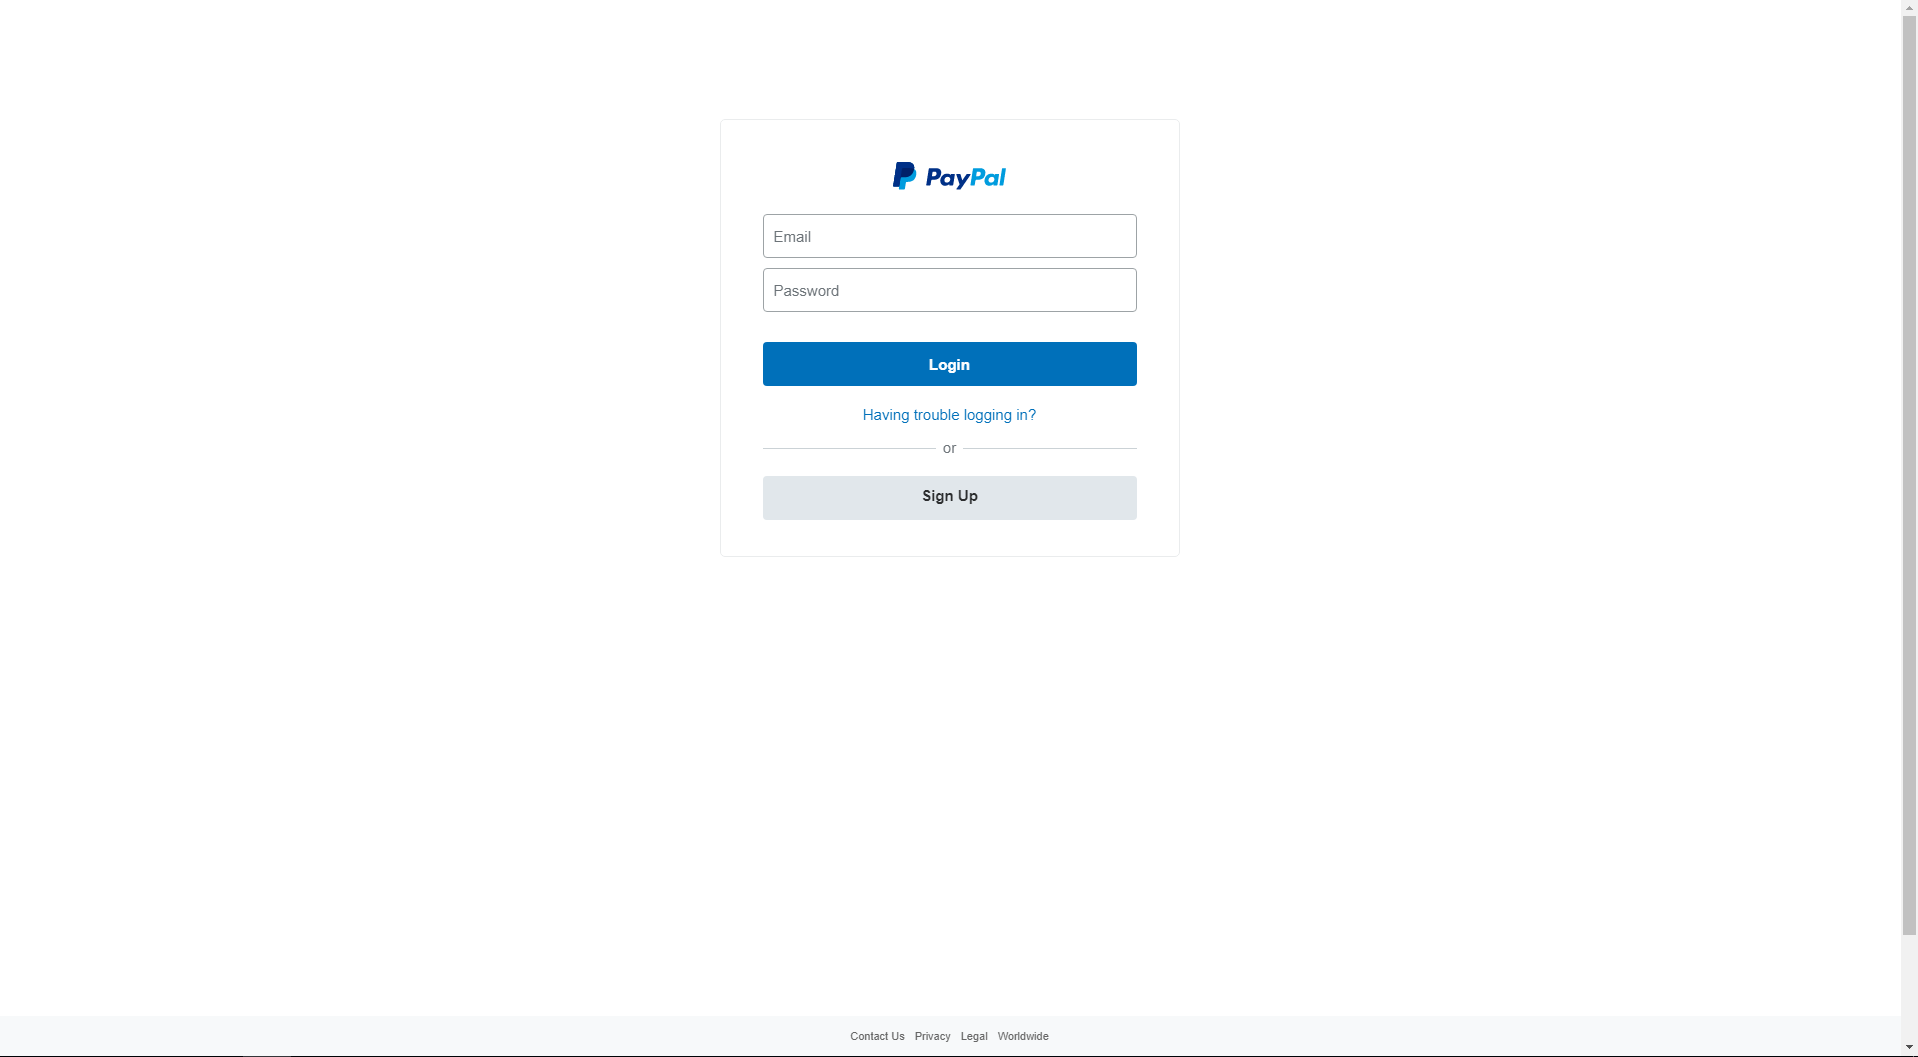 PayPal
Email
Password
Login
Having trouble logging in?
or
Sign Up
Contact Us Privacy Legal Worldwide